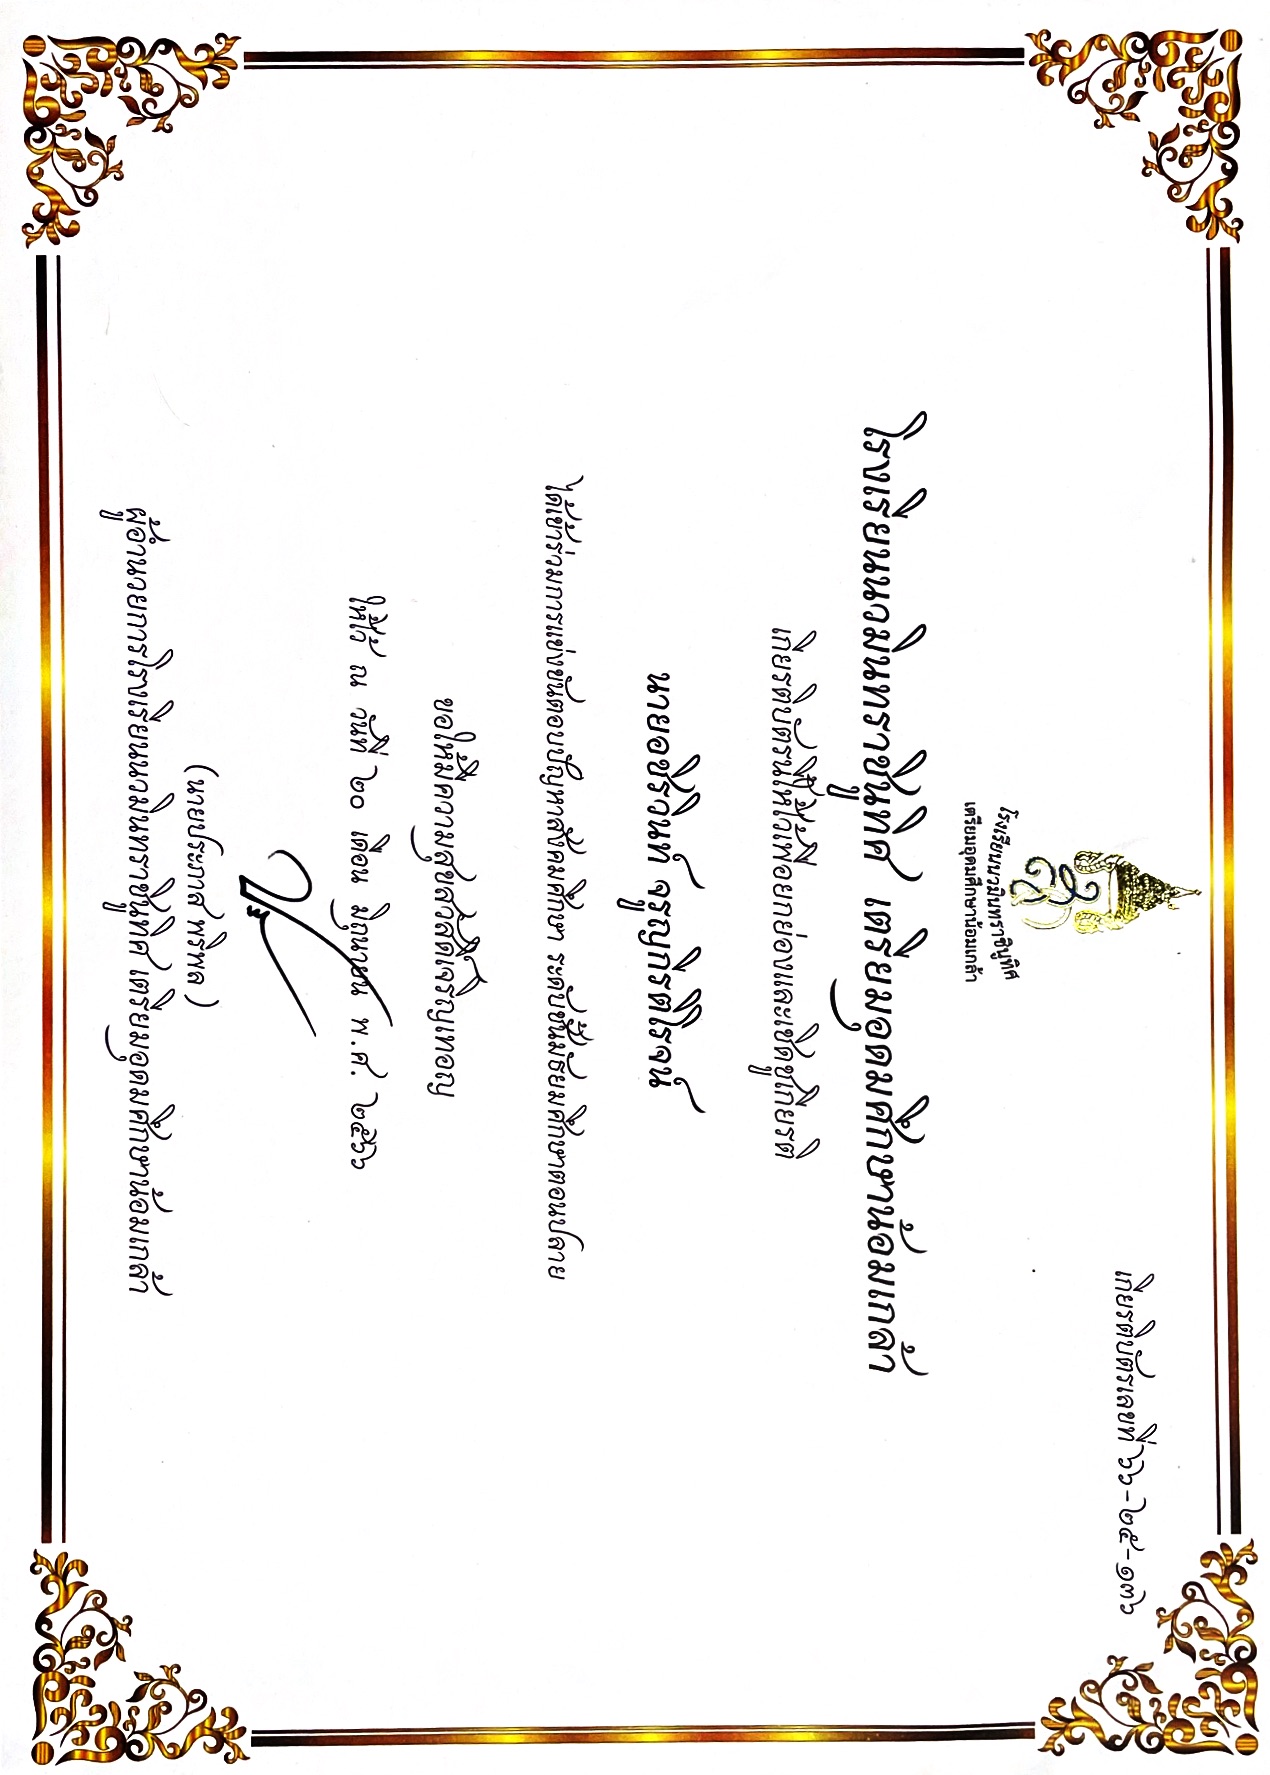 เกียรติบัตรเลขที่ ๖๖-๒๕-๑๓๖
โรงเรียนนวมินทราชินูทิศ
เตรียมอุดมศึกษาน้อมเกล้า
โรงเรียนนวมินทราชินูทิศ เตรียมอุดมศึกษาน้อมเกล้า
เกียรติบัตรนี้ให้ไว้เพื่อยกย่องและเชิดชูเกียรติ
นายอชิรวินท์ จรูญกีรติโรจน์
ได้เข้าร่วมการแข่งขันตอบปัญหาสังคมศึกษา ระดับชั้นมัธยมศึกษาตอนปลาย
ขอให้มีความสุขสวัสดิ์เจริญเทอญ
ให้ไว้ ณ วันที่ ๒๐ เดือน มิถุนายน พ.ศ. ๒๕๖๖
(นายประภาส พริพล )
ผู้อำนวยการโรงเรียนนวมินทราชินูทิศ เตรียมอุดมศึกษาน้อมเกล้า